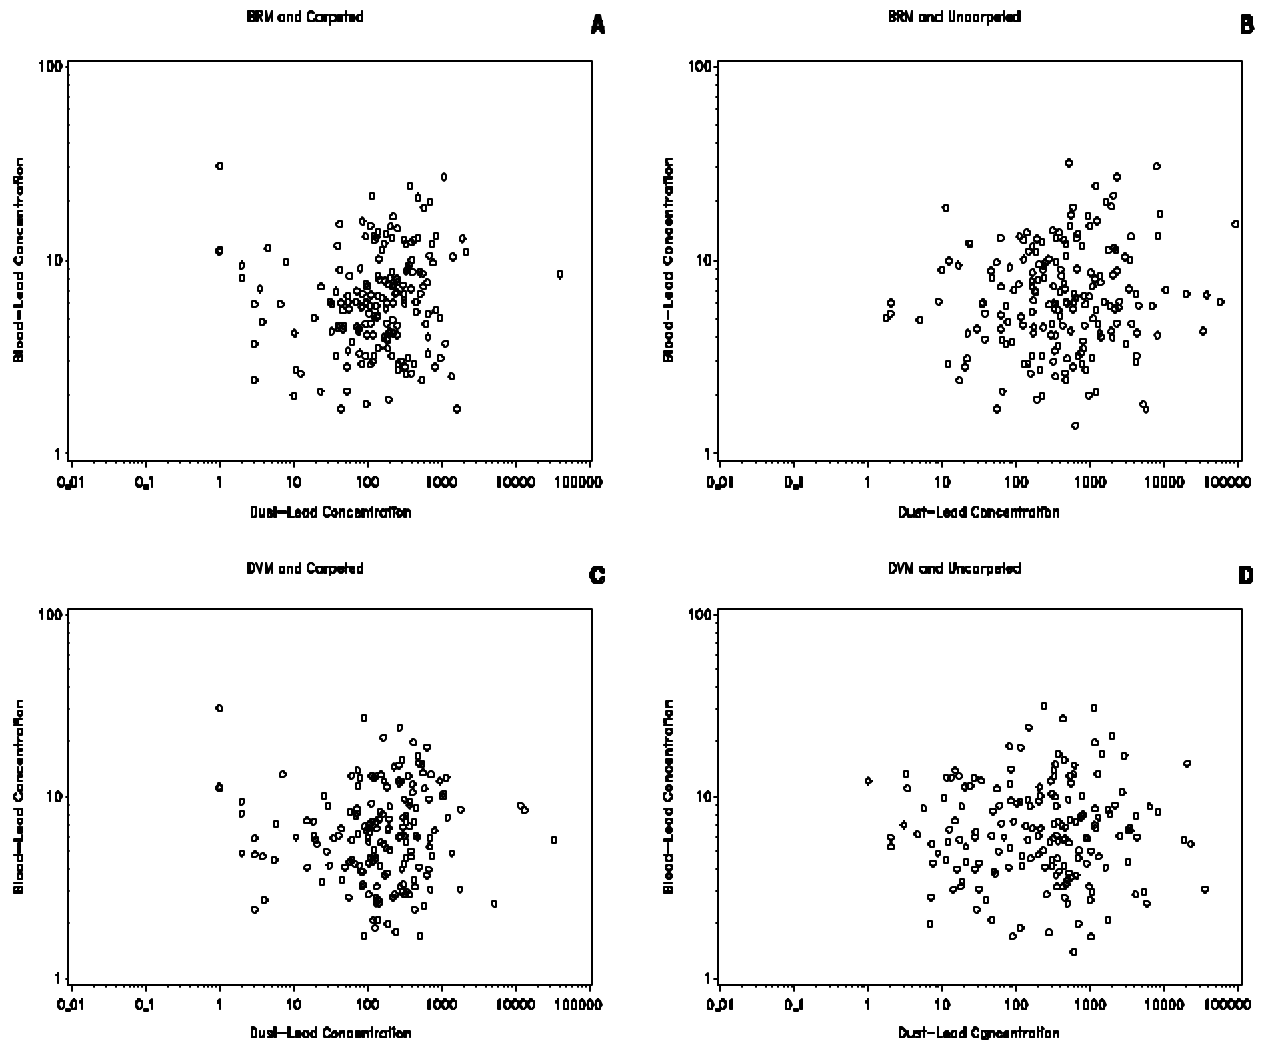 BRM and Carpeted
A
100
10
1
Blood-Lead Concentration
0.01 0.1 1 10 100 1000 10000 100000
Dust-Lead Concentration
BRM and Uncarpeted
B
100
10
1
Blood-Lead Concentration
0.01 0.1 1 10 100 1000 10000 100000
Dust-Lead Concentration
DVM and Carpeted
C
100
10
1
Blood-Lead Concentration
0.01 0.1 1 10 100 1000 10000 100000
Dust-Lead Concentration
DVM and Uncarpeted
D
100
10
1
Blood-Lead Concentration
0.01 0.1 1 10 100 1000 10000 100000
Dust-Lead Concentration